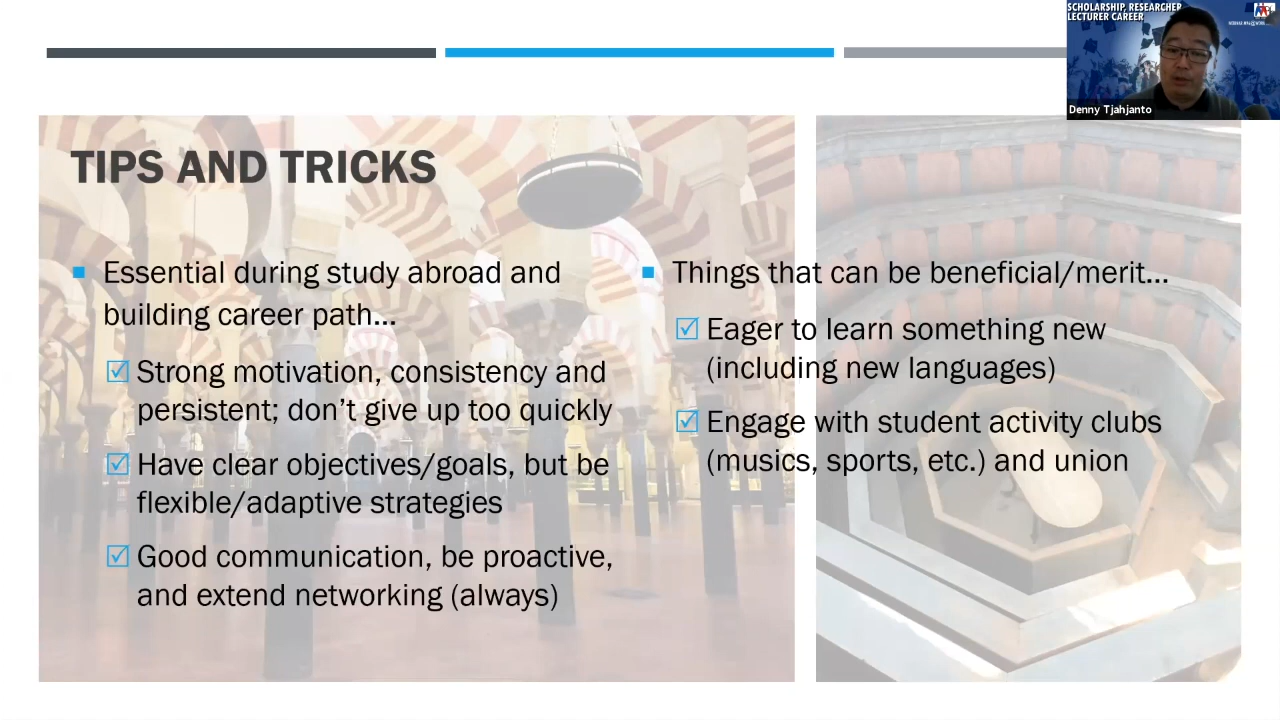 SCHOLARSHIP, RESEARCHER
LECTURER CAREER
Denny Tjahjanto
TIPS AND TRICKS
Essential during study abroad and
building career path...
Strong motivation, consistency and
persistent; don't give up too quickly
Have clear objectives/goals, but be
flexible/adaptive strategies
Good communication, be proactive,
and extend networking (always)
Things that can be beneficial/merit...
Eager to learn something new
(including new languages)
Engage with student activity clubs
(musics, sports, etc.) and union